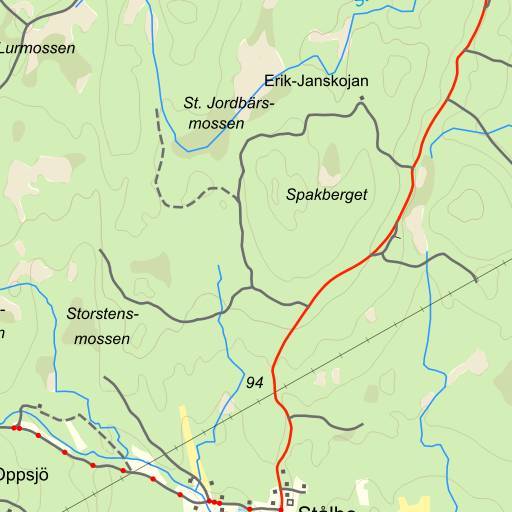 Lurmossen
Erik-Janskojan
St. Jordbärs-
mossen
Spakberget
Storstens-
mossen
94
Oppsjö